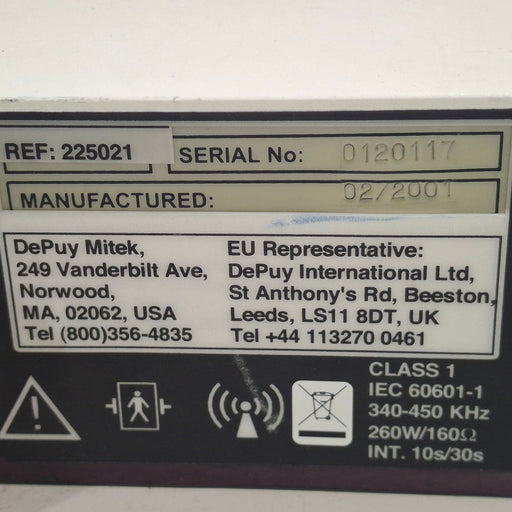 REF: 225021
SERIAL No: 0120117
MANUFACTURED: 02/2001
DePuy Mitek,
249 Vanderbilt Ave,
Norwood,
MA, 02062, USA
Tel (800)356-4835
EU Representative:
DePuy International Ltd,
St Anthony's Rd, Beeston,
Leeds, LS11 8DT, UK
Tel +44 113270 0461
CLASS 1
IEC 60601-1
340-450 KHz
260W/160Ω
INT. 10s/30s